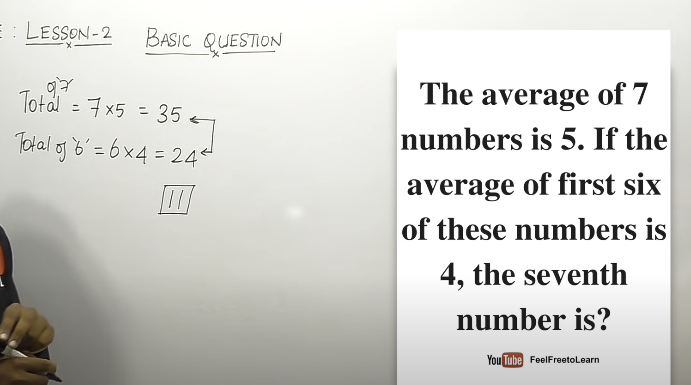 : LESSON-2 BASIC QUESTION
Total of '7' = 7×5 = 35
Total of '6' = 6×4 = 24
11
The average of 7
numbers is 5. If the
average of first six
of these numbers is
4, the seventh
number is?
YouTube FeelFreetoLearn